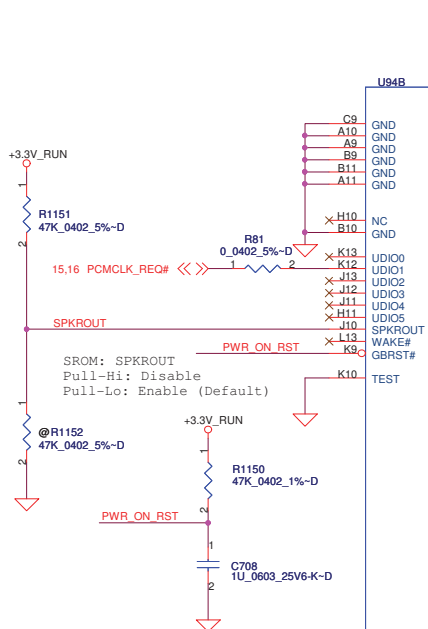 U94B
C9 GND
A10 GND
A9 GND
B9 GND
B11 GND
A11 GND
+3.3V_RUN
1
R1151
47K_0402_5%~D
2
H10 NC
B10 GND
R81
0_0402_5%~D
15,16 PCMCLK_REQ# 1 2
K13 UDIO0
K12 UDIO1
J13 UDIO2
J12 UDIO3
J11 UDIO4
H11 UDIO5
SPKROUT J10 SPKROUT
L13 WAKE#
PWR_ON_RST K9 GBRST#
SROM: SPKROUT
Pull-Hi: Disable
Pull-Lo: Enable (Default)
K10 TEST
1
@R1152
47K_0402_5%~D
2
+3.3V_RUN
1
R1150
47K_0402_1%~D
2
PWR_ON_RST
1
C708
1U_0603_25V6-K~D
2